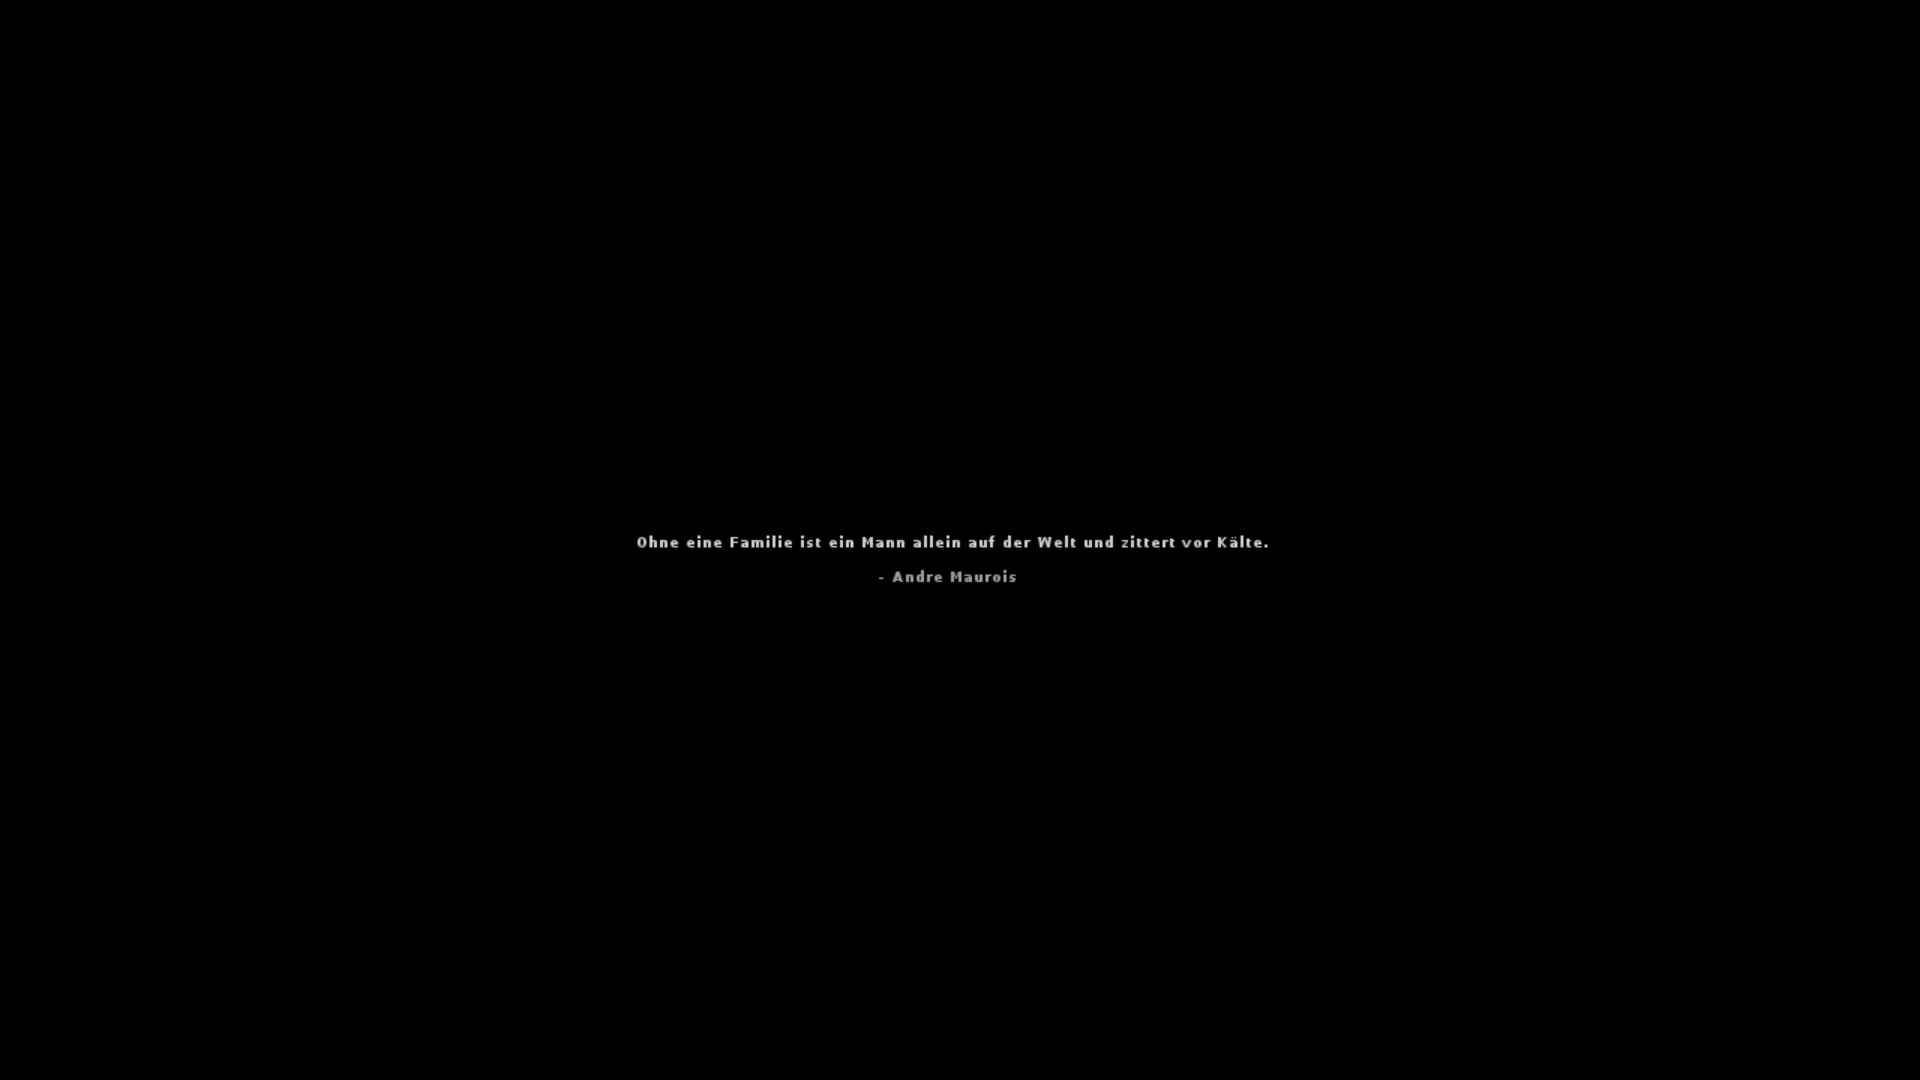 Ohne eine Familie ist ein Mann allein auf der Welt und zittert vor Kälte.
- Andre Maurois